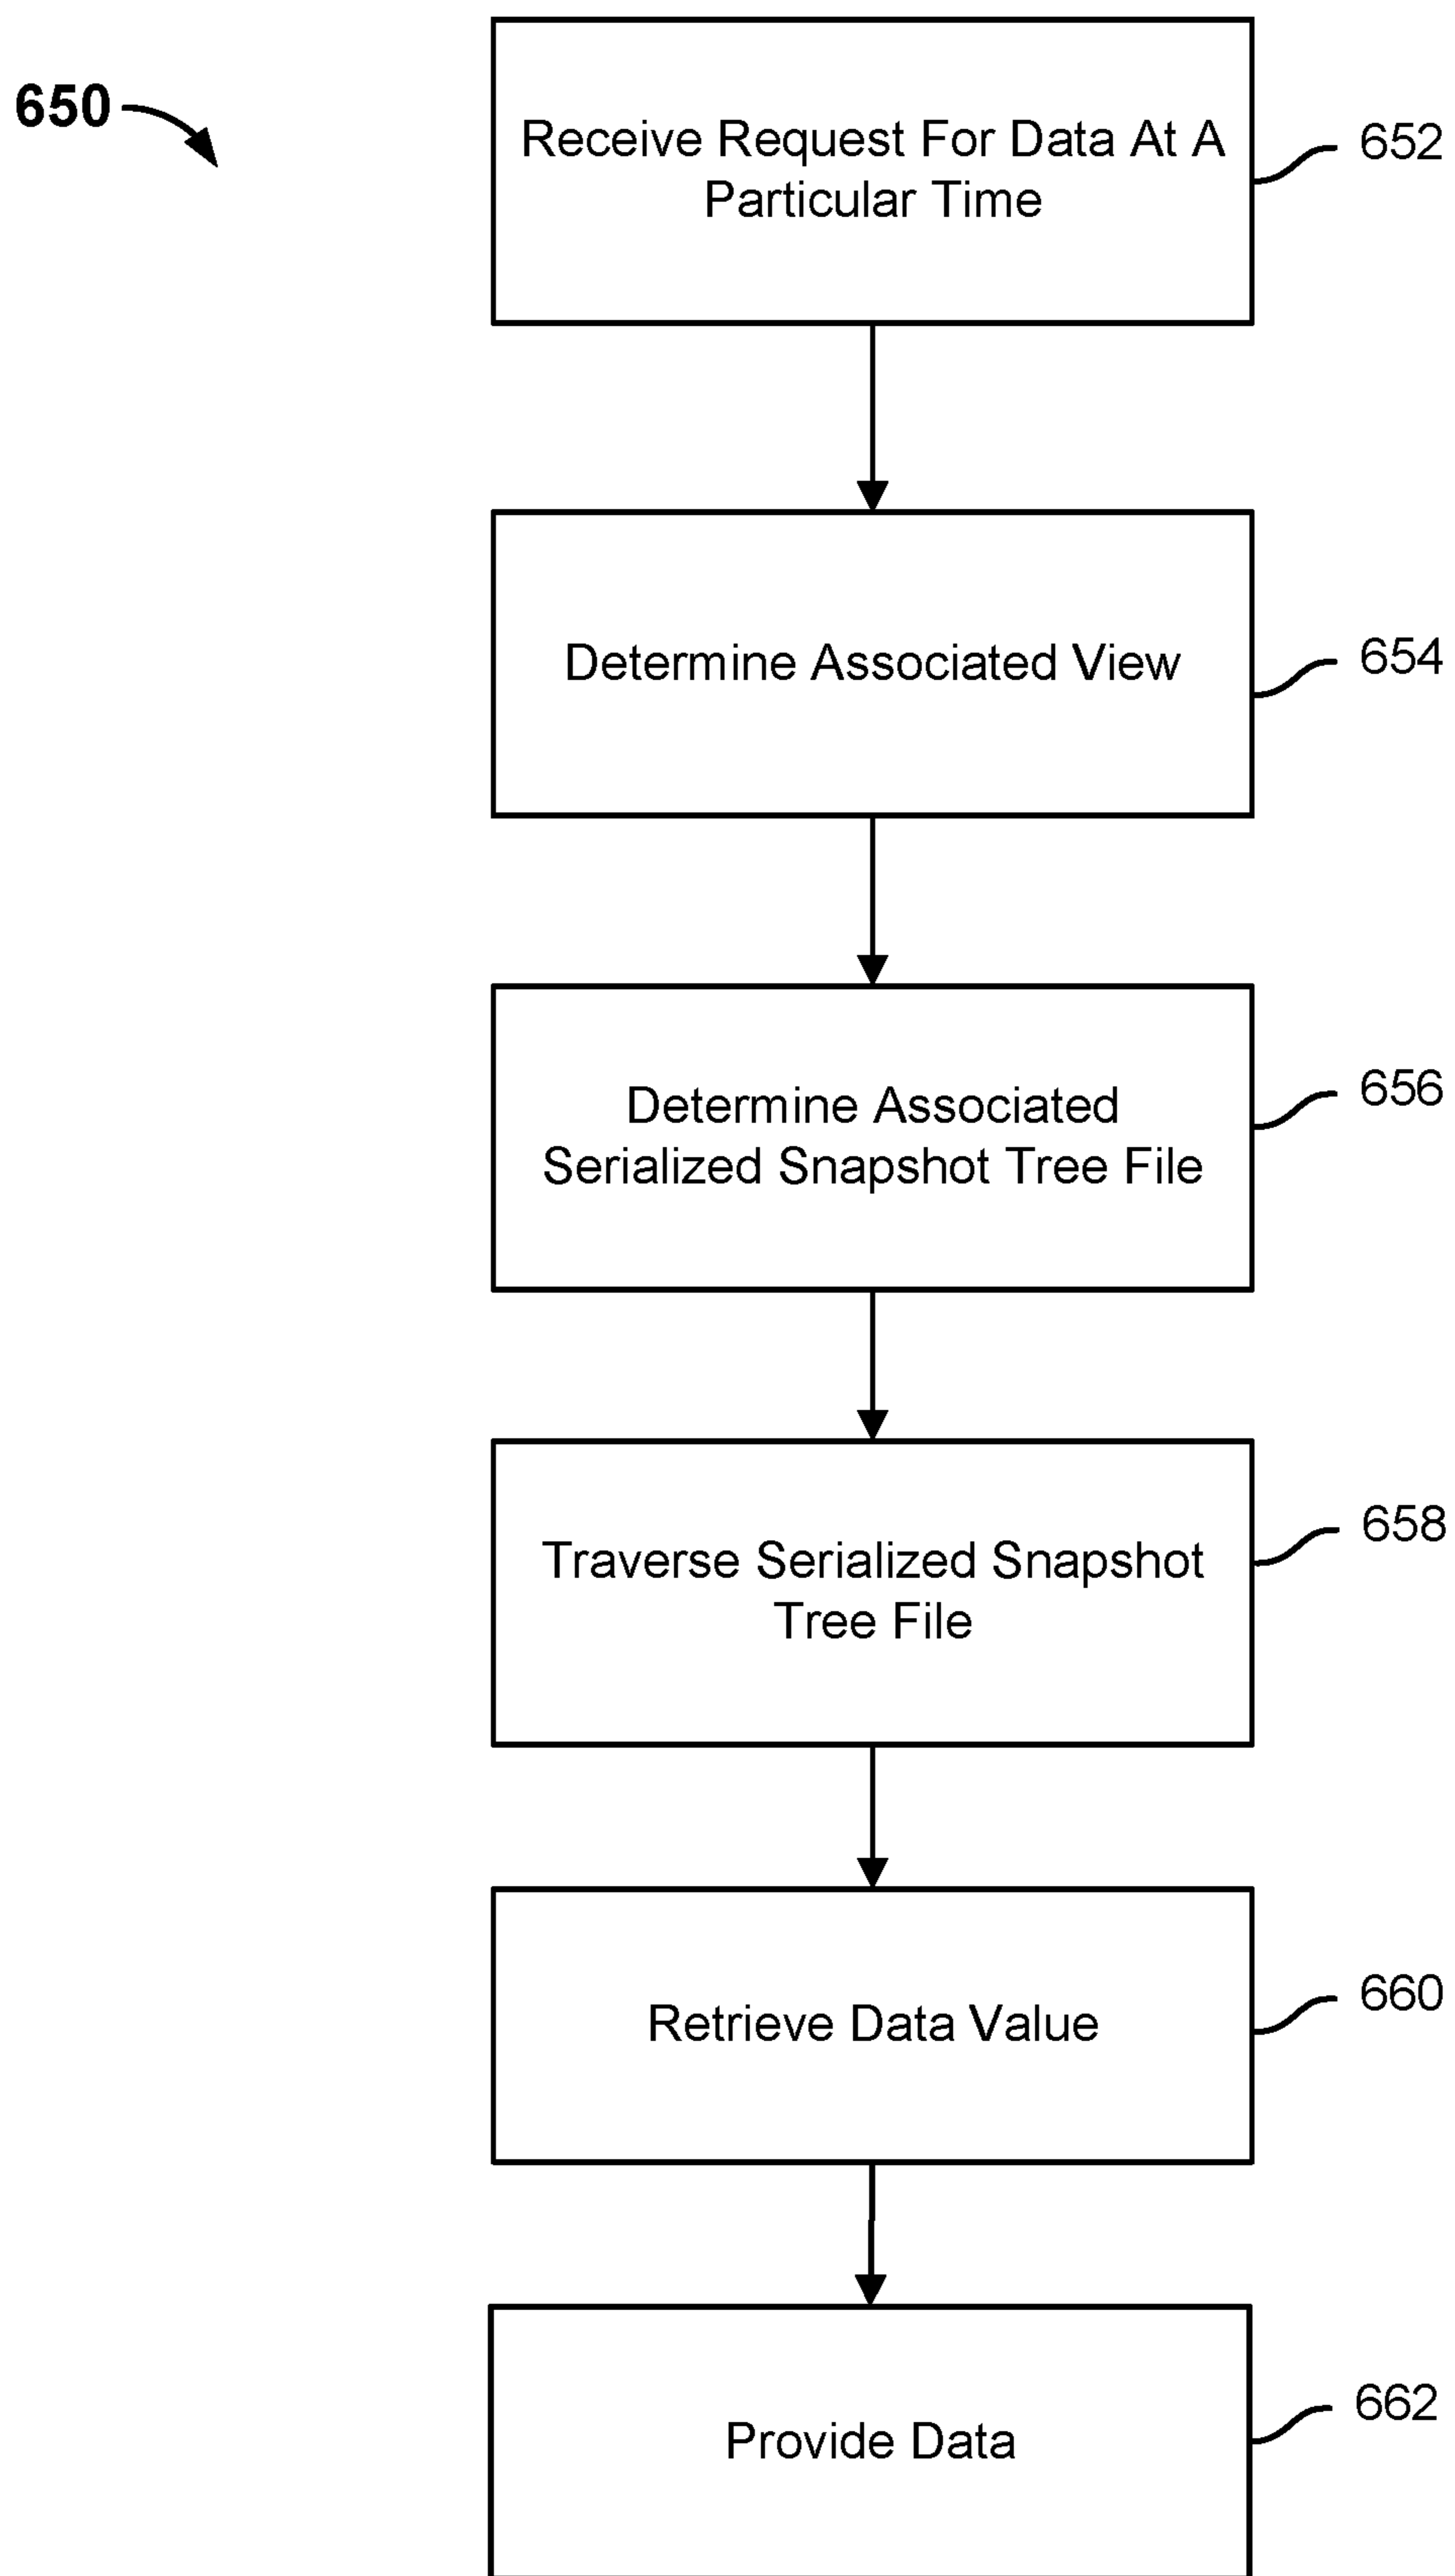 650
Receive Request For Data At A
Particular Time
652
Determine Associated View
654
Determine Associated
Serialized Snapshot Tree File
656
Traverse Serialized Snapshot
Tree File
658
Retrieve Data Value
660
Provide Data
662